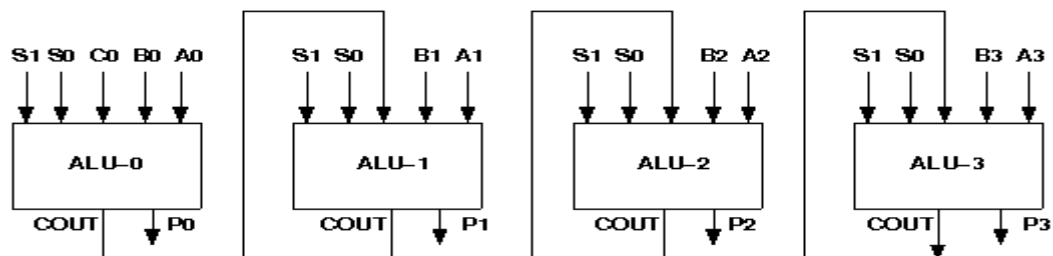 S1 S0 C0 B0 A0 S1 S0 B1 A1 S1 S0 B2 A2 S1 S0 B3 A3
ALU-0 ALU-1 ALU-2 ALU-3
COUT P0 COUT P1 COUT P2 COUT P3